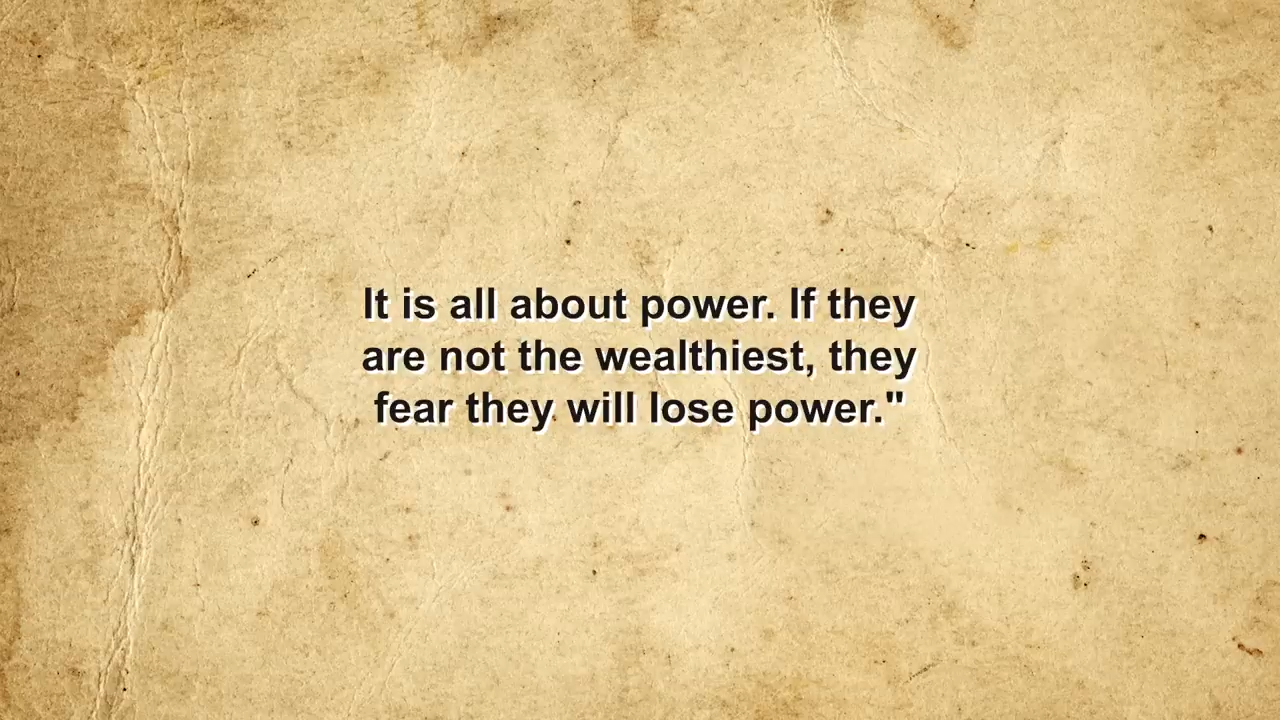 It is all about power. If they
are not the wealthiest, they
fear they will lose power."